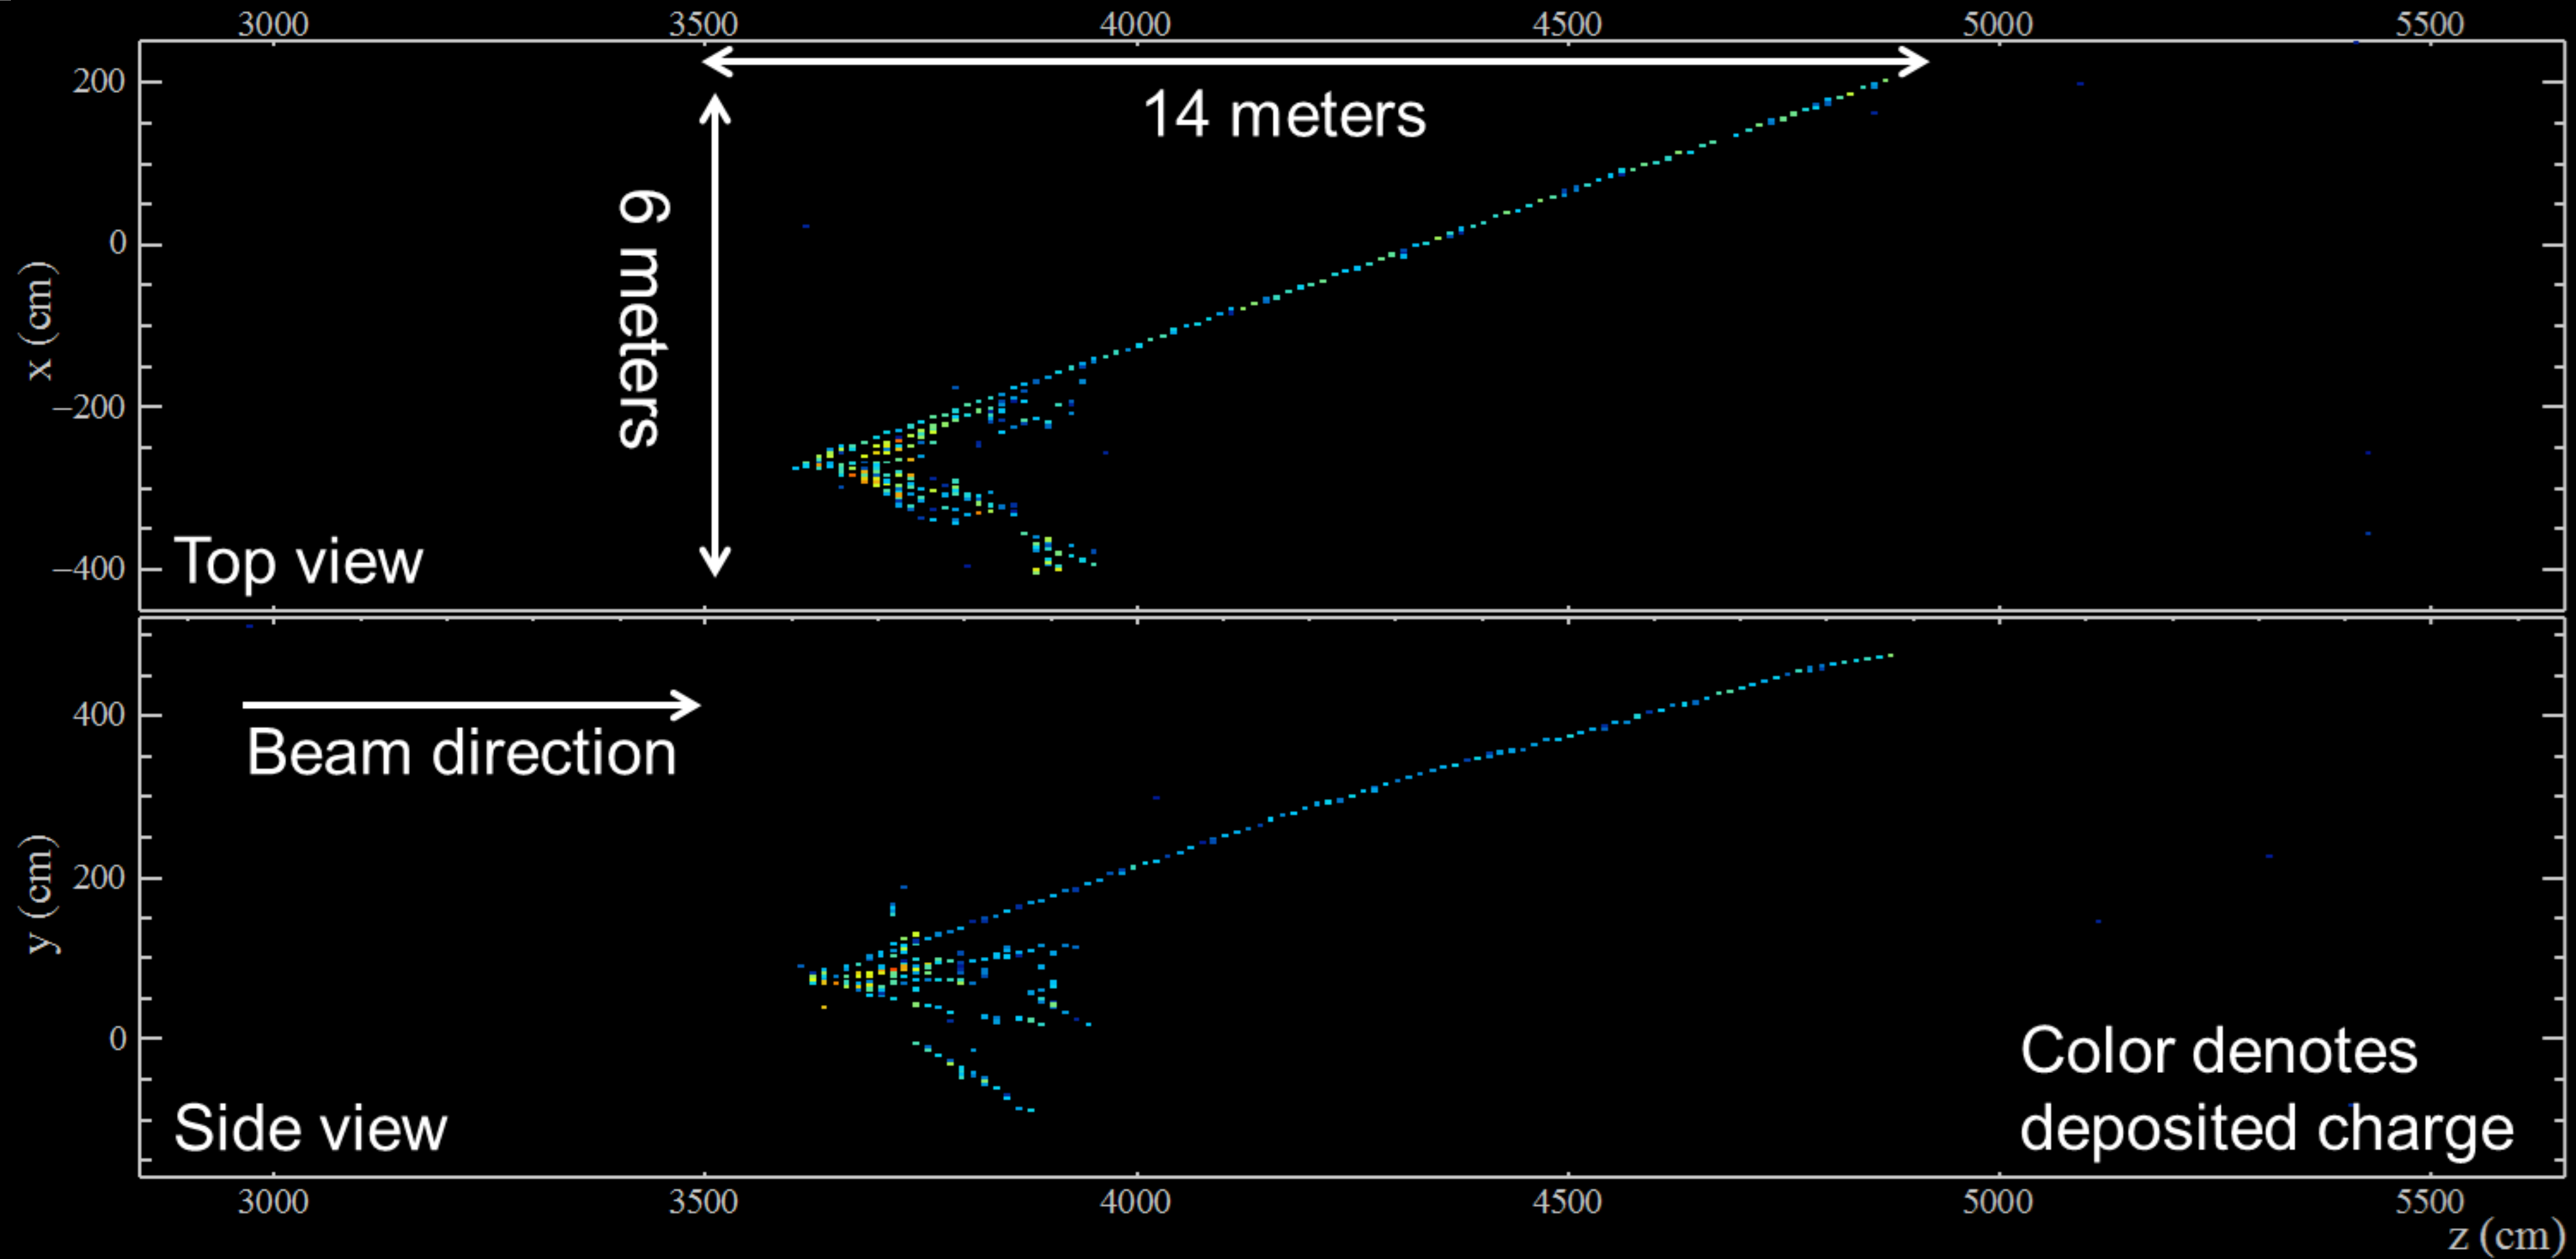 3000 3500 4000 4500 5000 5500
200
14 meters
0
6 meters
x (cm)
−200
−400
Top view
400
Beam direction
y (cm)
200
0
Color denotes
deposited charge
Side view
3000 3500 4000 4500 5000 5500
z (cm)